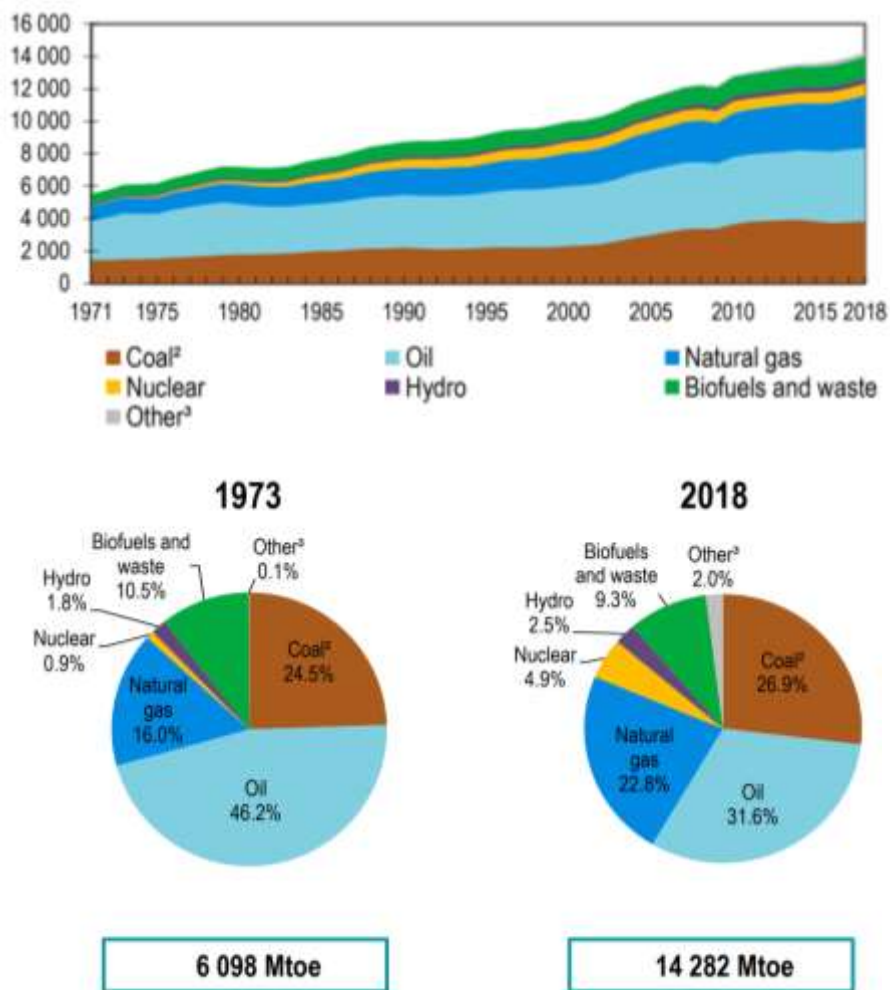 16 000
14 000
12 000
10 000
8 000
6 000
4 000
2 000
0
1971 1975 1980 1985 1990 1995 2000 2005 2010 2015 2018
Coal² Oil Natural gas
Nuclear Hydro Biofuels and waste
Other³
1973
Biofuels and
waste
10.5%
Other³
0.1%
Hydro
1.8%
Nuclear
0.9%
Natural
gas
16.0%
Coal²
24.5%
Oil
46.2%
6 098 Mtoe
2018
Biofuels
and waste
9.3%
Other³
2.0%
Hydro
2.5%
Nuclear
4.9%
Natural
gas
22.8%
Coal²
26.9%
Oil
31.6%
14 282 Mtoe